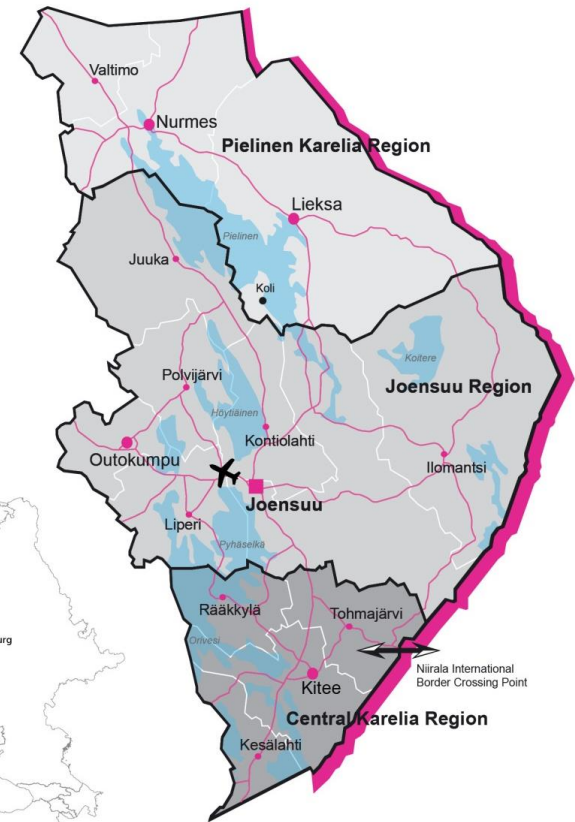 Valtimo
Nurmes
Pielinen Karelia Region
Lieksa
Pielinen
Juuka
Koli
Koitere
Polvijärvi
Joensuu Region
Höytiäinen
Kontiolahti
Outokumpu
Ilomantsi
Joensuu
Liperi
Pyhäselkä
Rääkkylä
Tohmajärvi
Orivesi
urg
Niirala International
Border Crossing Point
Kitee
Central Karelia Region
Kesälahti